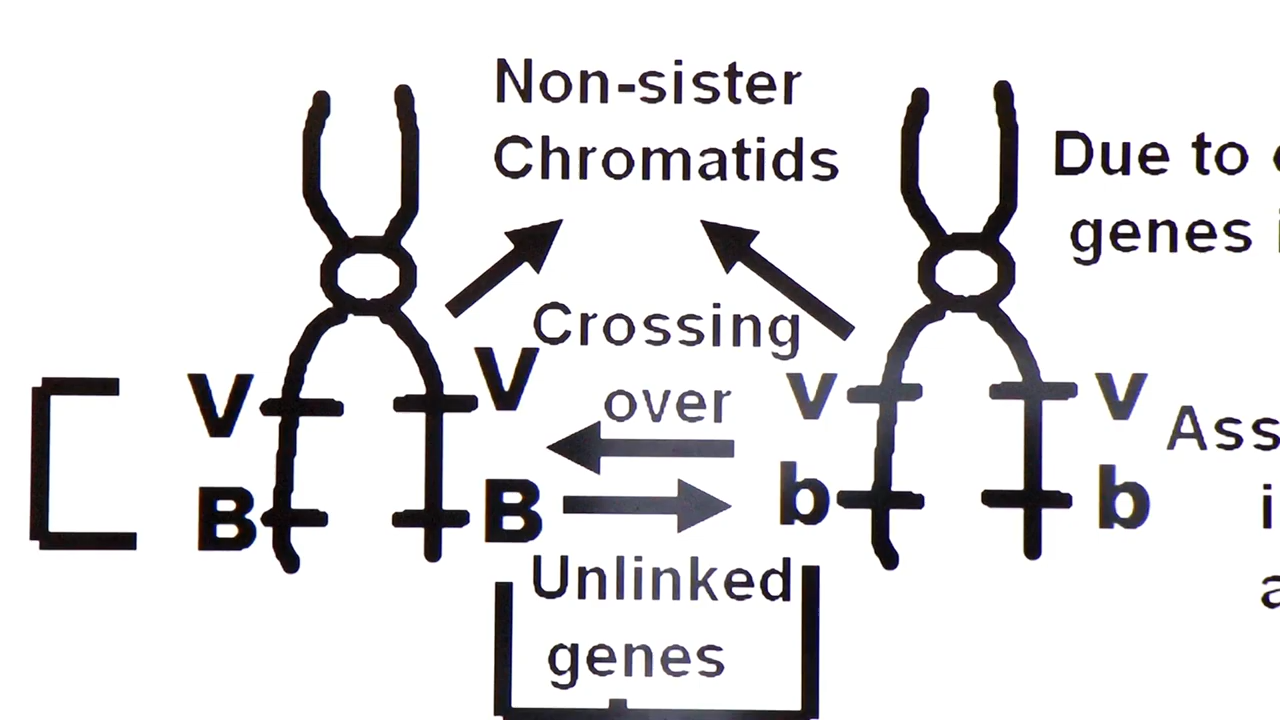 Non-sister
Chromatids
Due to
genes
Crossing
over
V V v v
B B b b
Unlinked
genes